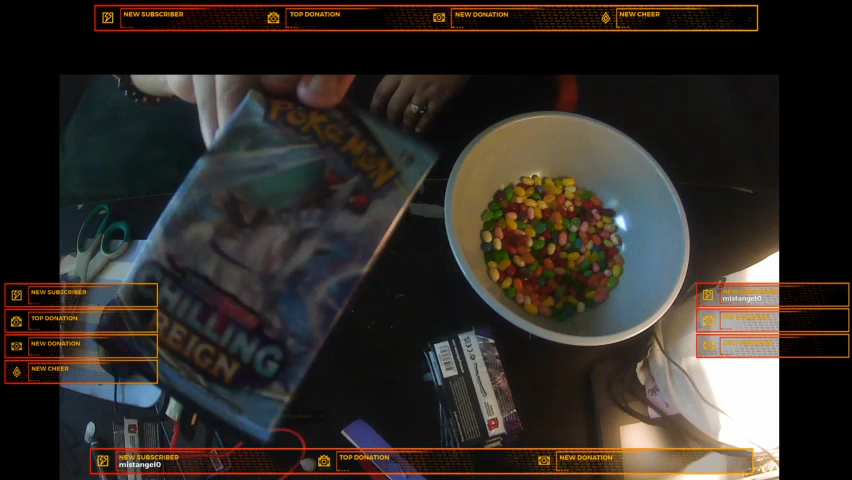 NEW SUBSCRIBER
TOP DONATION
NEW DONATION
NEW CHEER
POKÉMON
CHILLING
REIGN
NEW SUBSCRIBER
TOP DONATION
NEW DONATION
NEW CHEER
mistangel0
NEW SUBSCRIBER
mistangel0
TOP DONATION
NEW DONATION